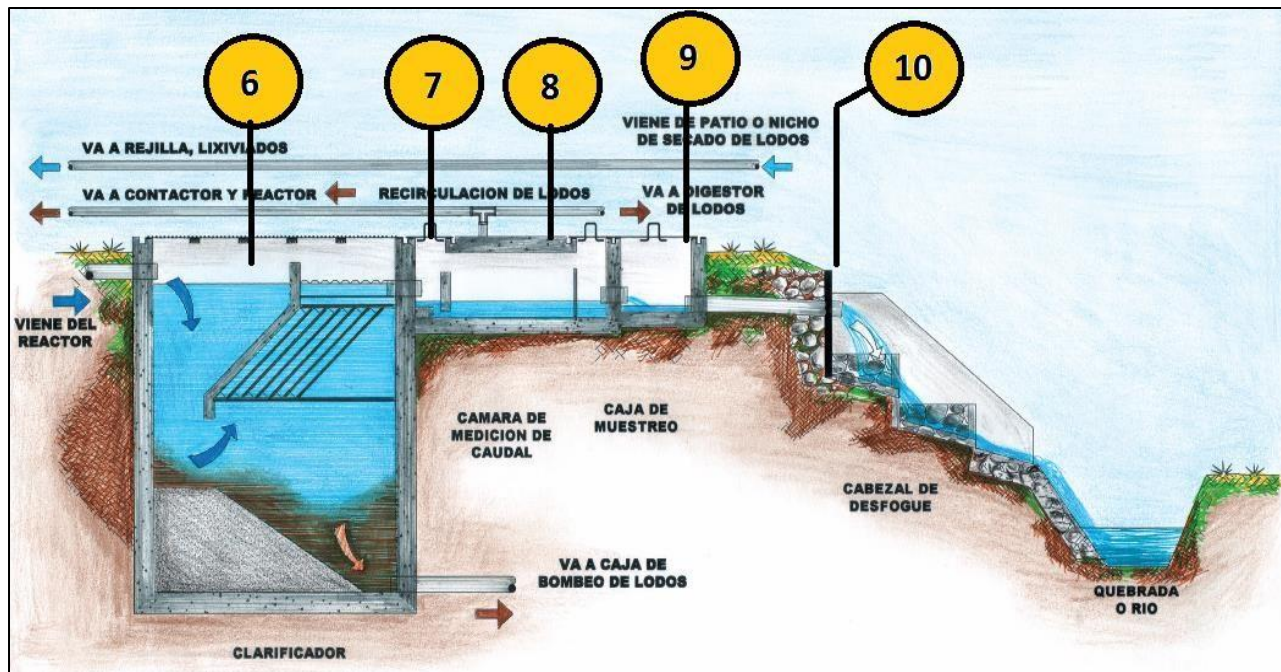 6
7
8
9
10
VIENE DE PATIO O NICHO
DE SECADO DE LODOS
VA A REJILLA, LIXIVIADOS
VA A CONTACTOR Y REACTOR
RECIRCULACION DE LODOS
VA A DIGESTOR
DE LODOS
VIENE DEL
REACTOR
CAMARA DE
MEDICION DE
CAUDAL
CAJA DE
MUESTREO
CABEZAL DE
DESFOGUE
VA A CAJA DE
BOMBEO DE LODOS
QUEBRADA
O RIO
CLARIFICADOR